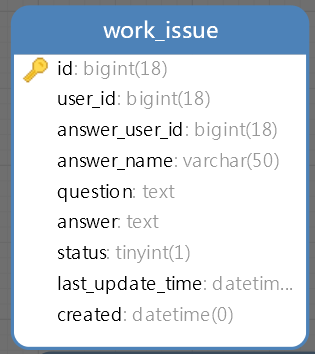 work_issue
id: bigint(18)
user_id: bigint(18)
answer_user_id: bigint(18)
answer_name: varchar(50)
question: text
answer: text
status: tinyint(1)
last_update_time: datetim...
created: datetime(0)